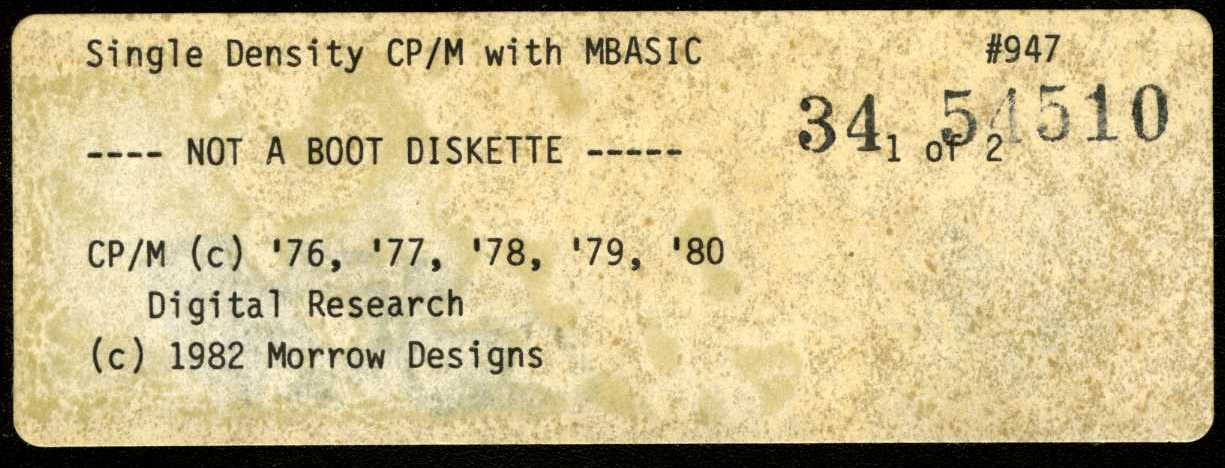 Single Density CP/M with MBASIC #947
34 54510
---- NOT A BOOT DISKETTE ----- 1 of 2
CP/M (c) '76, '77, '78, '79, '80
Digital Research
(c) 1982 Morrow Designs